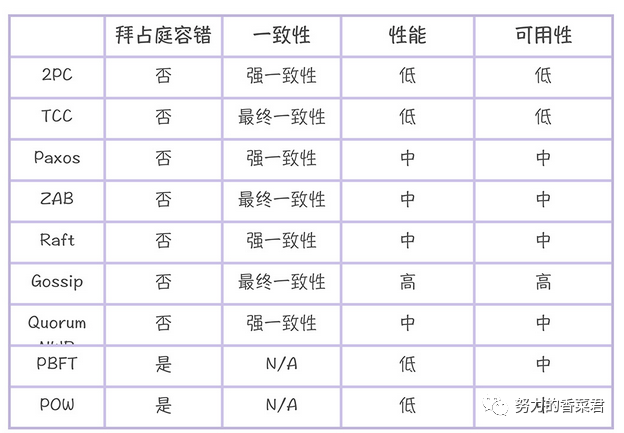 拜占庭容错 一致性 性能 可用性
2PC 否 强一致性 低 低
TCC 否 最终一致性 低 低
Paxos 否 强一致性 中 中
ZAB 否 最终一致性 中 中
Raft 否 强一致性 中 中
Gossip 否 最终一致性 高 高
Quorum 否 强一致性 中 中
PBFT 是 N/A 低 中
POW 是 N/A 低
努力的香菜君